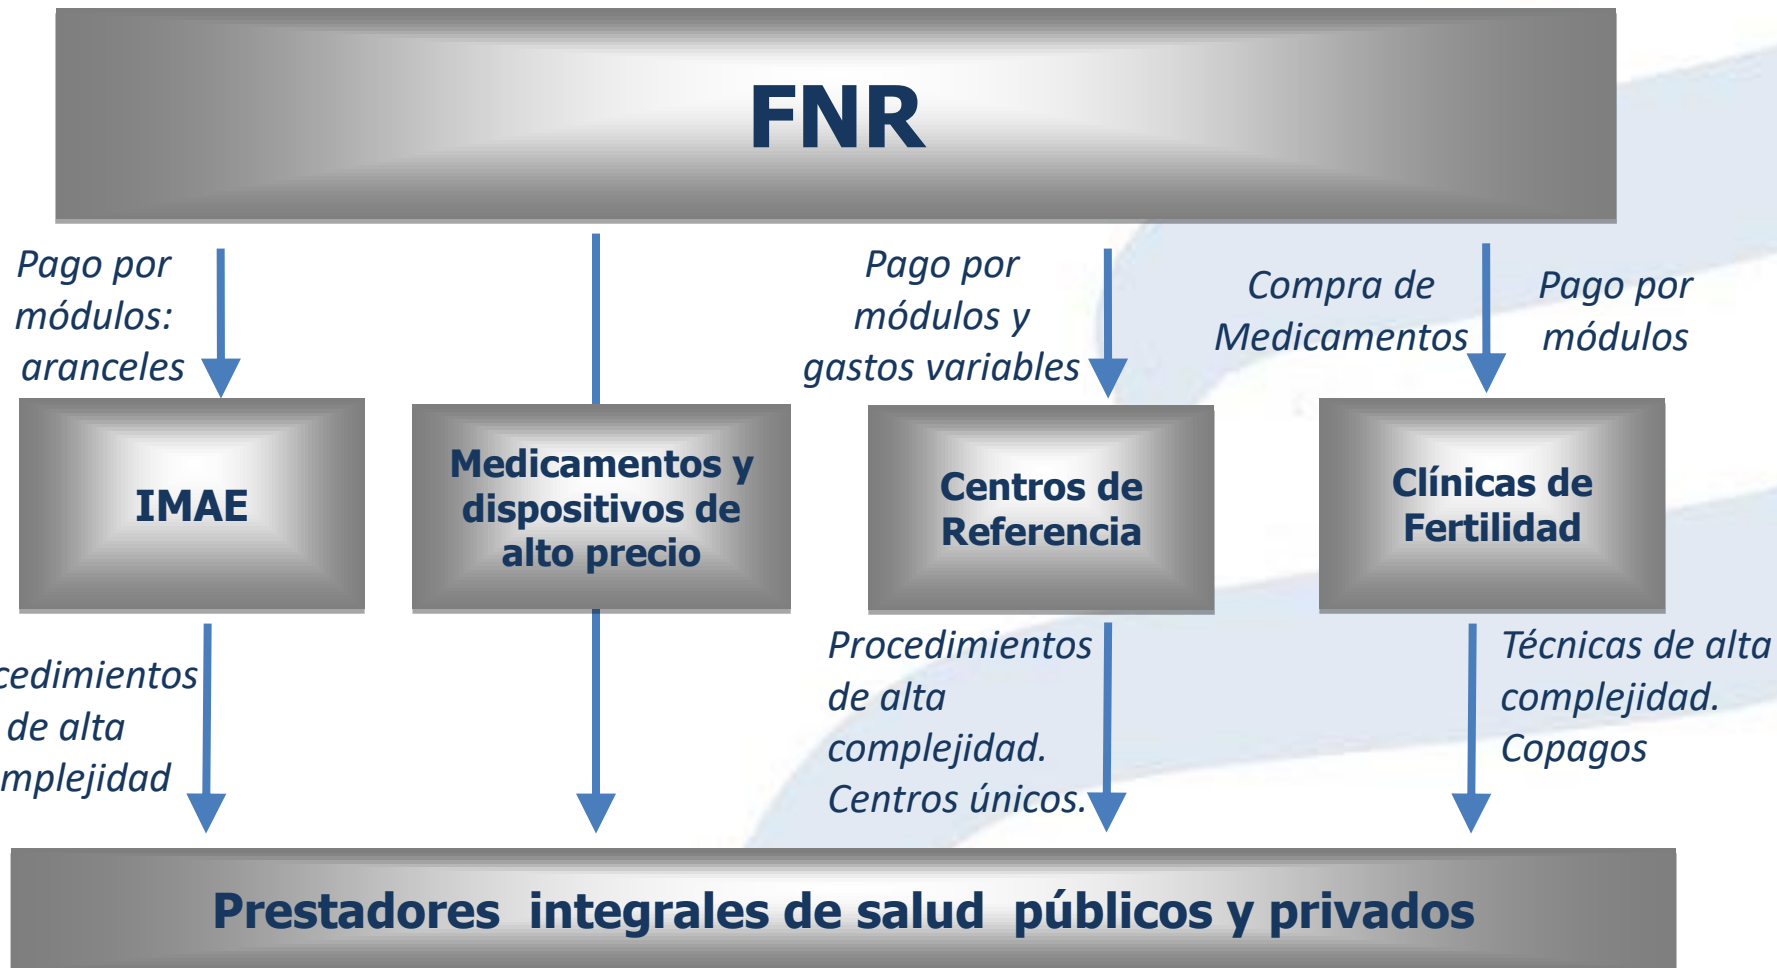 FNR
Pago por
módulos:
aranceles
Pago por
módulos y
gastos variables
Compra de
Medicamentos
Pago por
módulos
IMAE
Medicamentos y
dispositivos de
alto precio
Centros de
Referencia
Clínicas de
Fertilidad
cedimientos
de alta
mplejidad
Procedimientos
de alta
complejidad.
Centros únicos.
Técnicas de alta
complejidad.
Copagos
Prestadores integrales de salud públicos y privados